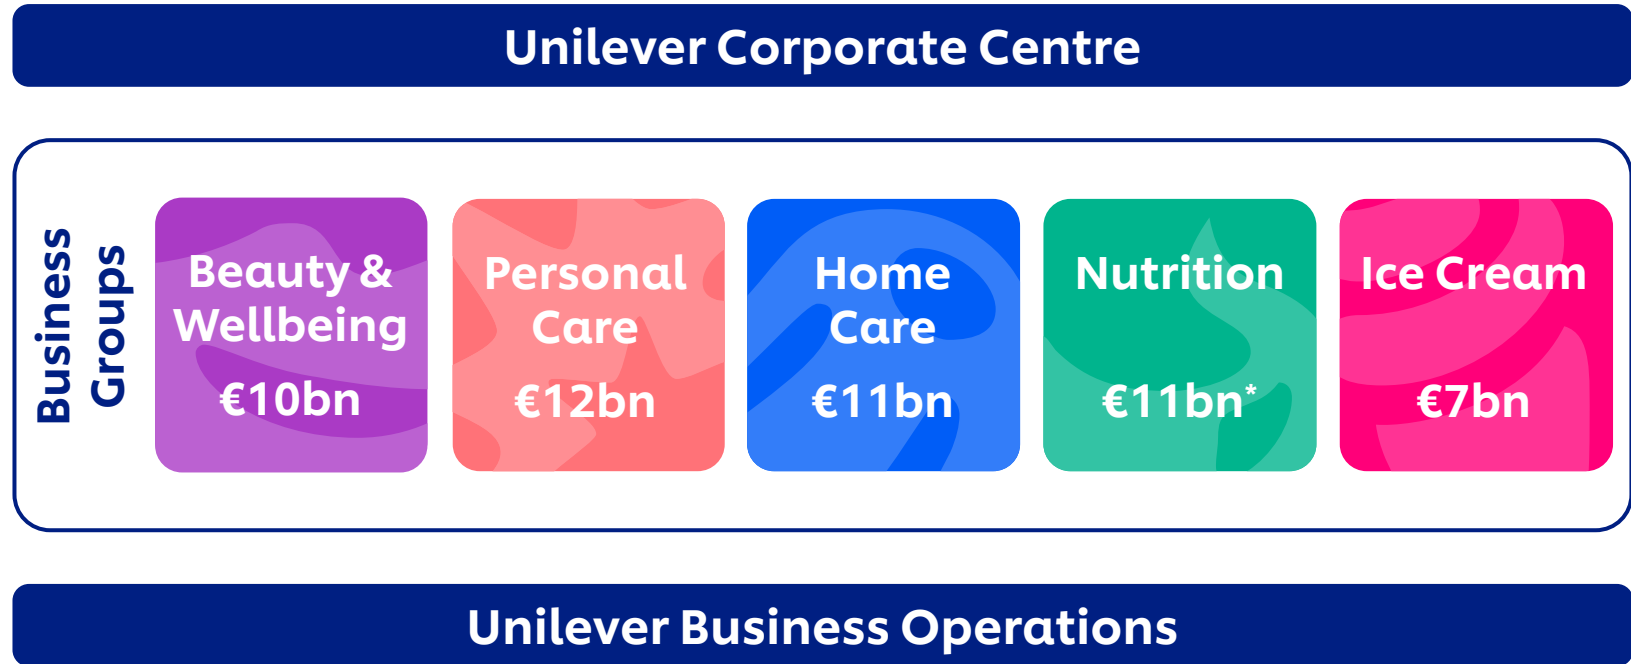 Unilever Corporate Centre
Business
Groups
Beauty &
Wellbeing
€10bn
Personal
Care
€12bn
Home
Care
€11bn
Nutrition
€11bn*
Ice Cream
€7bn
Unilever Business Operations